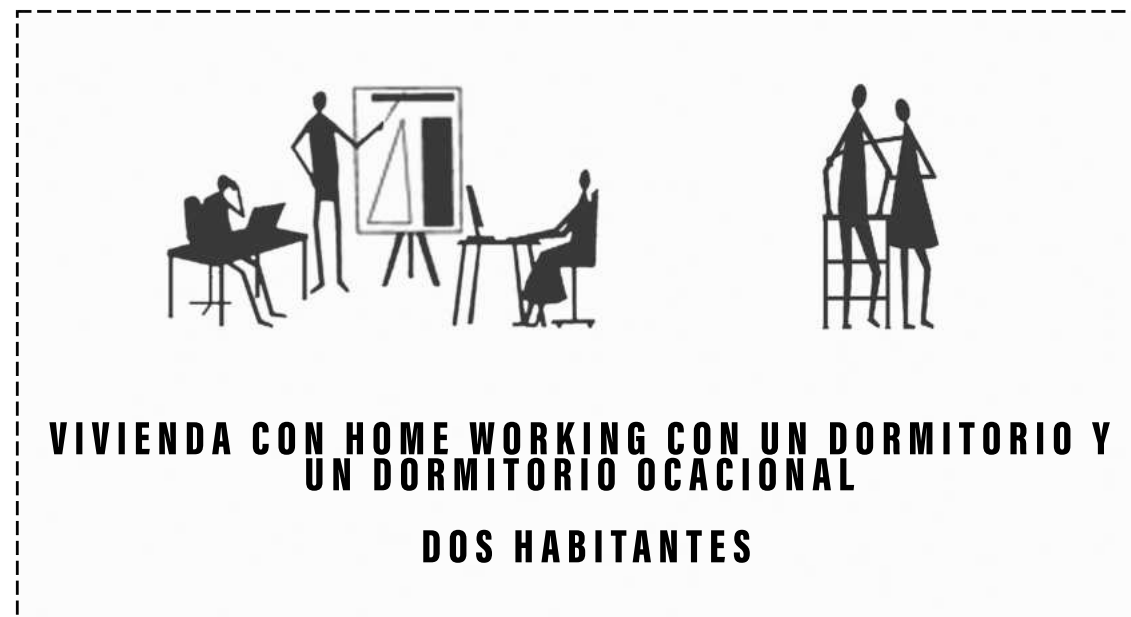 VIVIENDA CON HOME WORKING CON UN DORMITORIO Y
UN DORMITORIO OCACIONAL
DOS HABITANTES